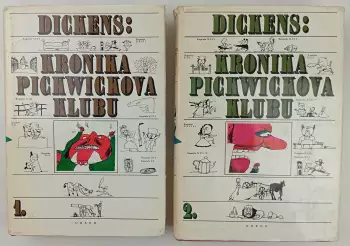 DICKENS:
KRONIKA
PICKWICKOVA
KLUBU
1.
DICKENS:
KRONIKA
PICKWICKOVA
KLUBU
2.